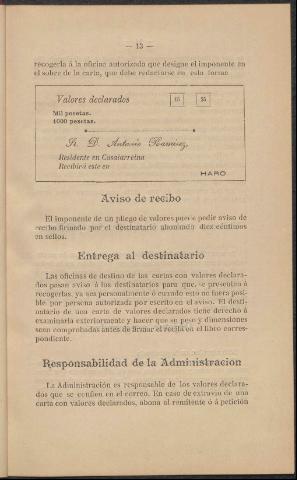 — 13 —
recogerla á la oficina autorizada que designe el imponente en
el sobre de la carta, que debe redactarse en esta forma
Valores declarados 15 25
Mil pesetas.
1000 pesetas.
Sr. D. Antonio Ramírez,
Residente en Casalarreina
Recibirá este en
HARO
Aviso de recibo
El imponente de un pliego de valores puede pedir aviso de
recibo firmado por el destinatario abonando diez céntimos
en sellos.
Entrega al destinatario
Las oficinas de destino de las cartas con valores declara-
dos pasan aviso á los destinatarios para que se presenten á
recogerlas, ya sea personalmente ó cuando esto no fuera posi-
ble por persona autorizada por escrito en el aviso. El desti-
natario de una carta de valores declarados tiene derecho á
examinarla exteriormente y hacer que su peso y dimensiones
sean comprobadas antes de firmar el recibo en el libro corres-
pondiente.
Responsabilidad de la Administracion
La Administración es responsable de los valores declara-
dos que se confíen en el correo. En caso de extravío de una
carta con valores declarados, abona al remitente ó á petición